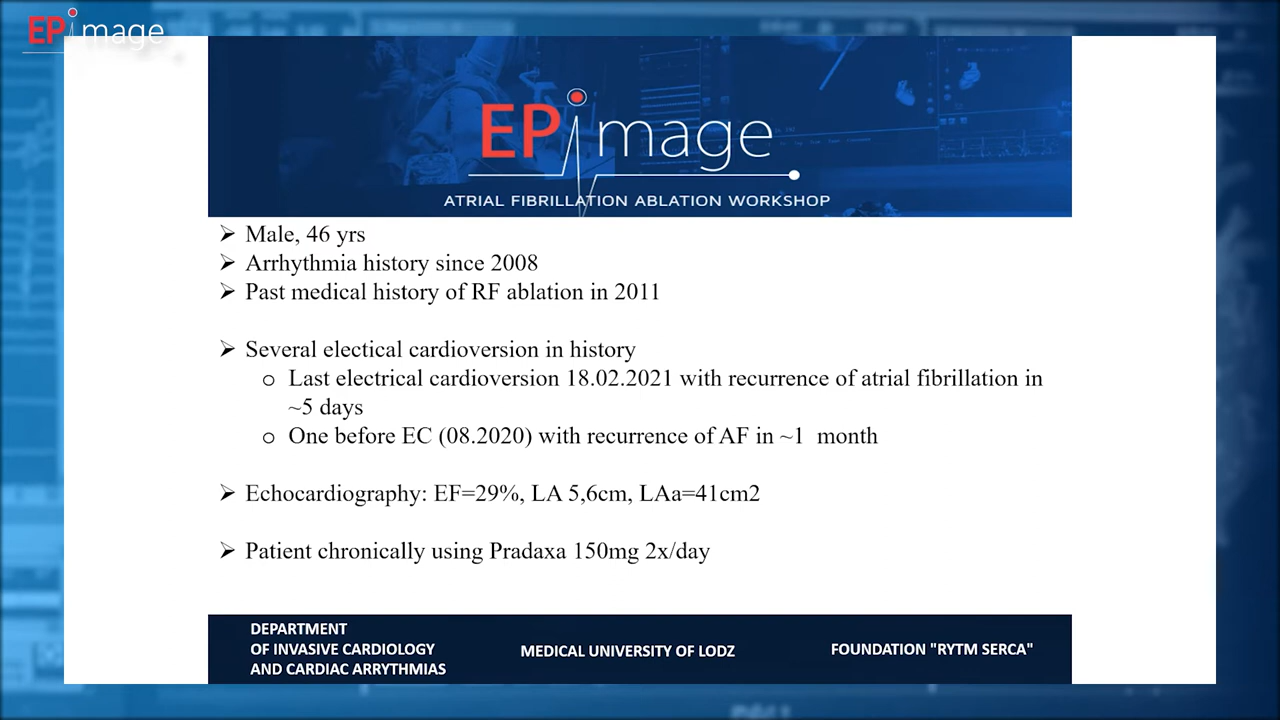 EPimage
EPimage
ATRIAL FIBRILLATION ABLATION WORKSHOP
➢ Male, 46 yrs
➢ Arrhythmia history since 2008
➢ Past medical history of RF ablation in 2011
➢ Several electical cardioversion in history
o Last electrical cardioversion 18.02.2021 with recurrence of atrial fibrillation in
~5 days
o One before EC (08.2020) with recurrence of AF in ~1 month
➢ Echocardiography: EF=29%, LA 5,6cm, LAa=41cm2
➢ Patient chronically using Pradaxa 150mg 2x/day
DEPARTMENT
OF INVASIVE CARDIOLOGY
AND CARDIAC ARRYTHMIAS
MEDICAL UNIVERSITY OF LODZ
FOUNDATION "RYTM SERCA"